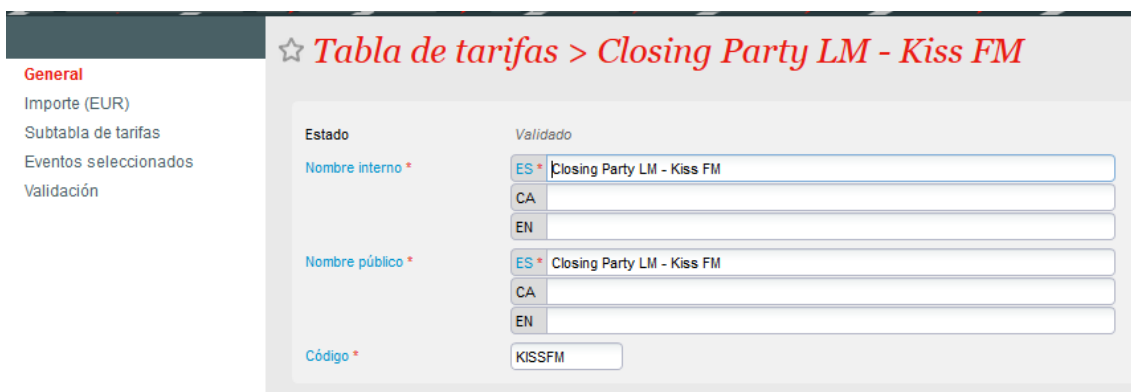 ☆ Tabla de tarifas > Closing Party LM - Kiss FM
General
Importe (EUR)
Subtabla de tarifas
Eventos seleccionados
Validación
Estado Validado
Nombre interno * ES * Closing Party LM - Kiss FM
CA
EN
Nombre público * ES * Closing Party LM - Kiss FM
CA
EN
Código * KISSFM